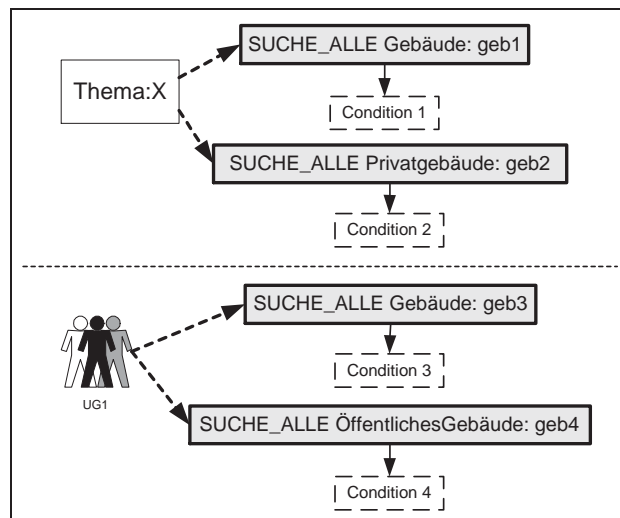 SUCHE_ALLE Gebäude: geb1
Thema:X
Condition 1
SUCHE_ALLE Privatgebäude: geb2
Condition 2
SUCHE_ALLE Gebäude: geb3
Condition 3
UG1
SUCHE_ALLE ÖffentlichesGebäude: geb4
Condition 4